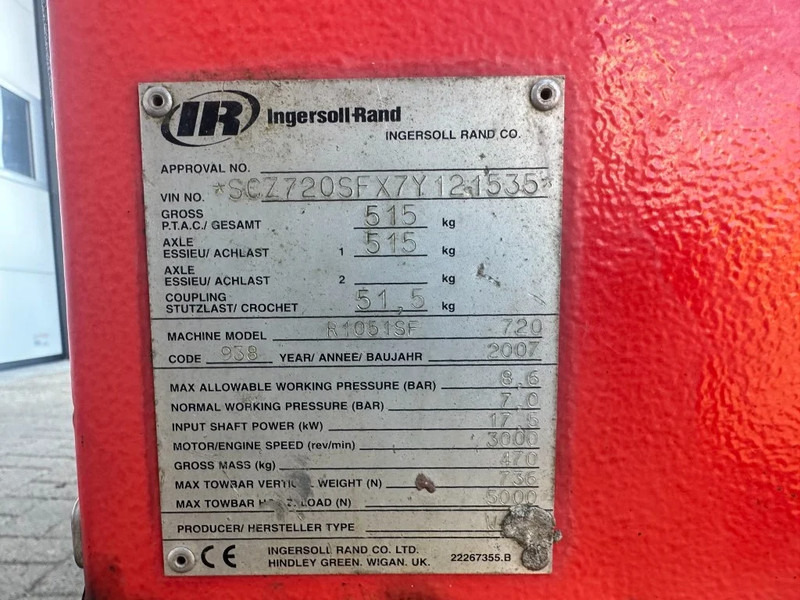 IR Ingersoll-Rand
INGERSOLL RAND CO.
APPROVAL NO.
VIN NO. *SCZ720SFX7Y121535*
GROSS
P.T.A.C./ GESAMT 515 kg
AXLE
ESSIEU/ ACHLAST 1 515 kg
AXLE
ESSIEU/ ACHLAST 2 kg
COUPLING
STUTZLAST/ CROCHET 51,5 kg
MACHINE MODEL R1051SF 720
CODE 938 YEAR/ ANNEE/ BAUJAHR 2007
MAX ALLOWABLE WORKING PRESSURE (BAR) 8,6
NORMAL WORKING PRESSURE (BAR) 7,0
INPUT SHAFT POWER (kW) 17,5
MOTOR/ENGINE SPEED (rev/min) 3000
GROSS MASS (kg) 470
MAX TOWBAR VERTICAL WEIGHT (N) 736
MAX TOWBAR LOAD (N) 5000
PRODUCER/ HERSTELLER TYPE
CE INGERSOLL RAND CO. LTD.
HINDLEY GREEN. WIGAN. UK. 22267355.B